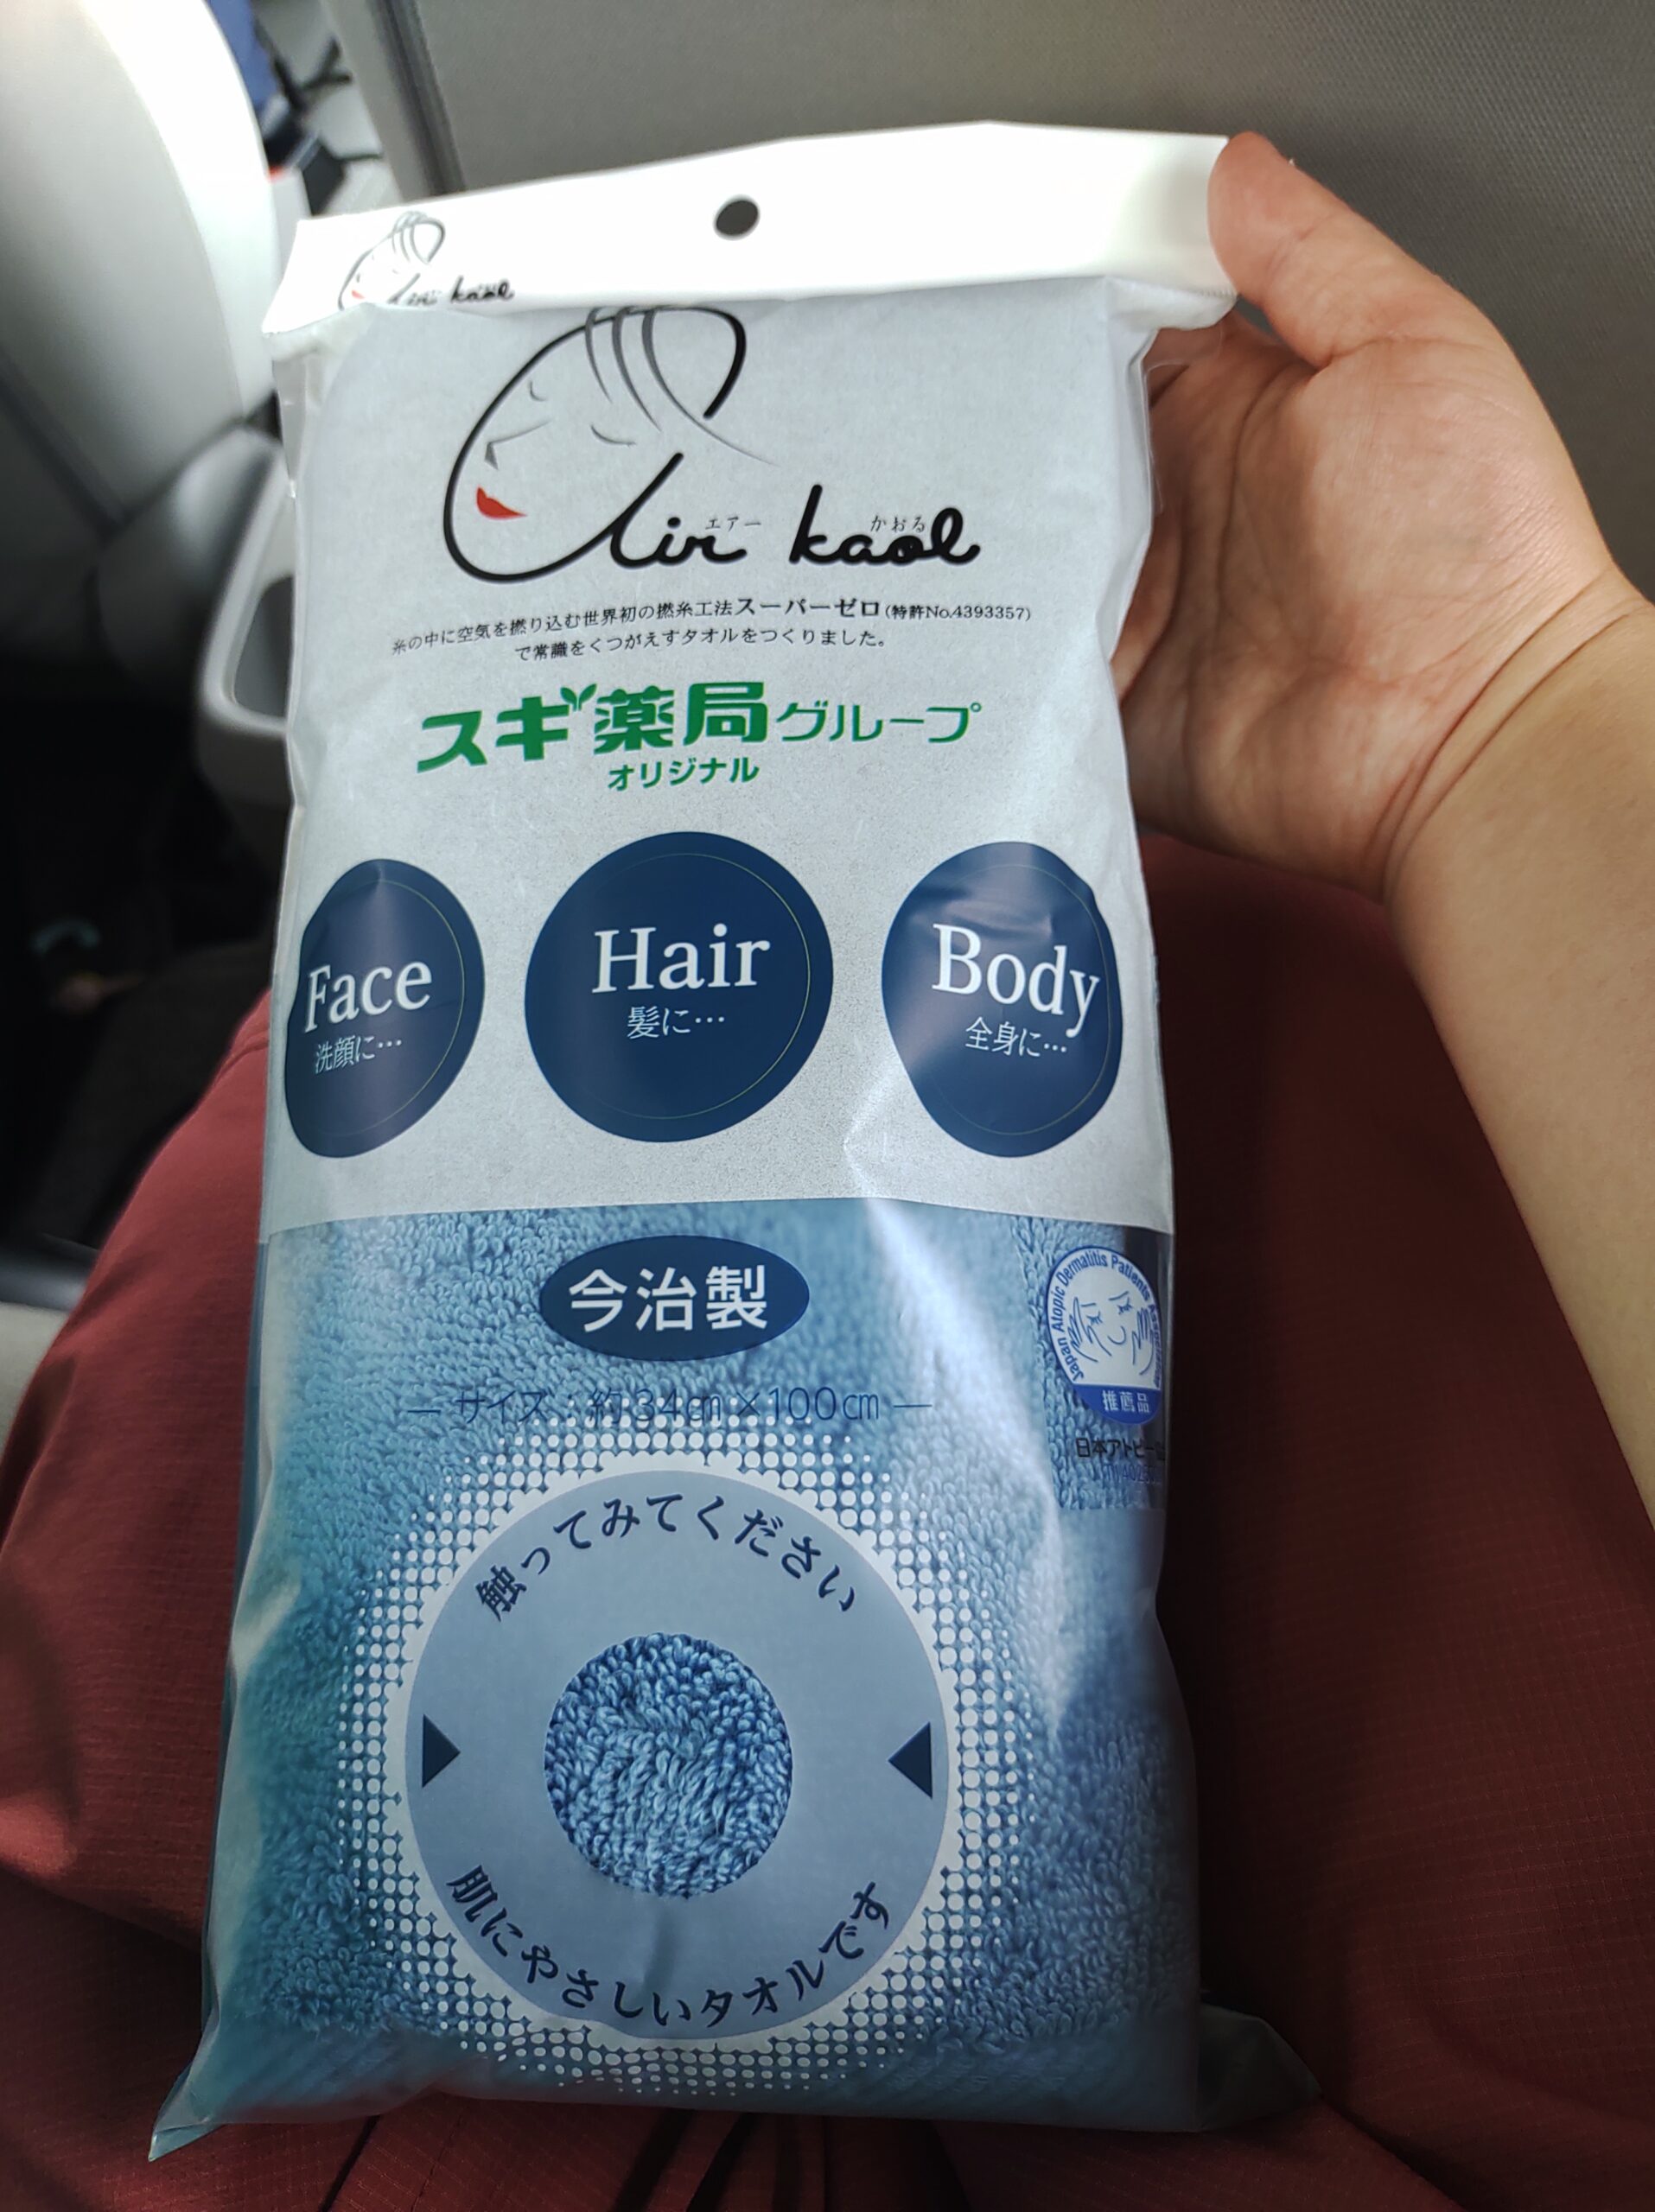 air kaol
エアー かおる
air kaol
糸の中に空気を撚り込む世界初の撚糸工法スーパーゼロ(特許No.4393357)
で常識をくつがえすタオルをつくりました。
スギ薬局グループ
オリジナル
Face
洗顔に…
Hair
髪に…
Body
全身に…
今治製
Japan Atopic Dermatitis Patients
推薦品
日本アトピー
— サイズ:約34cm×100cm —
触ってみてください
肌にやさしいタオルです